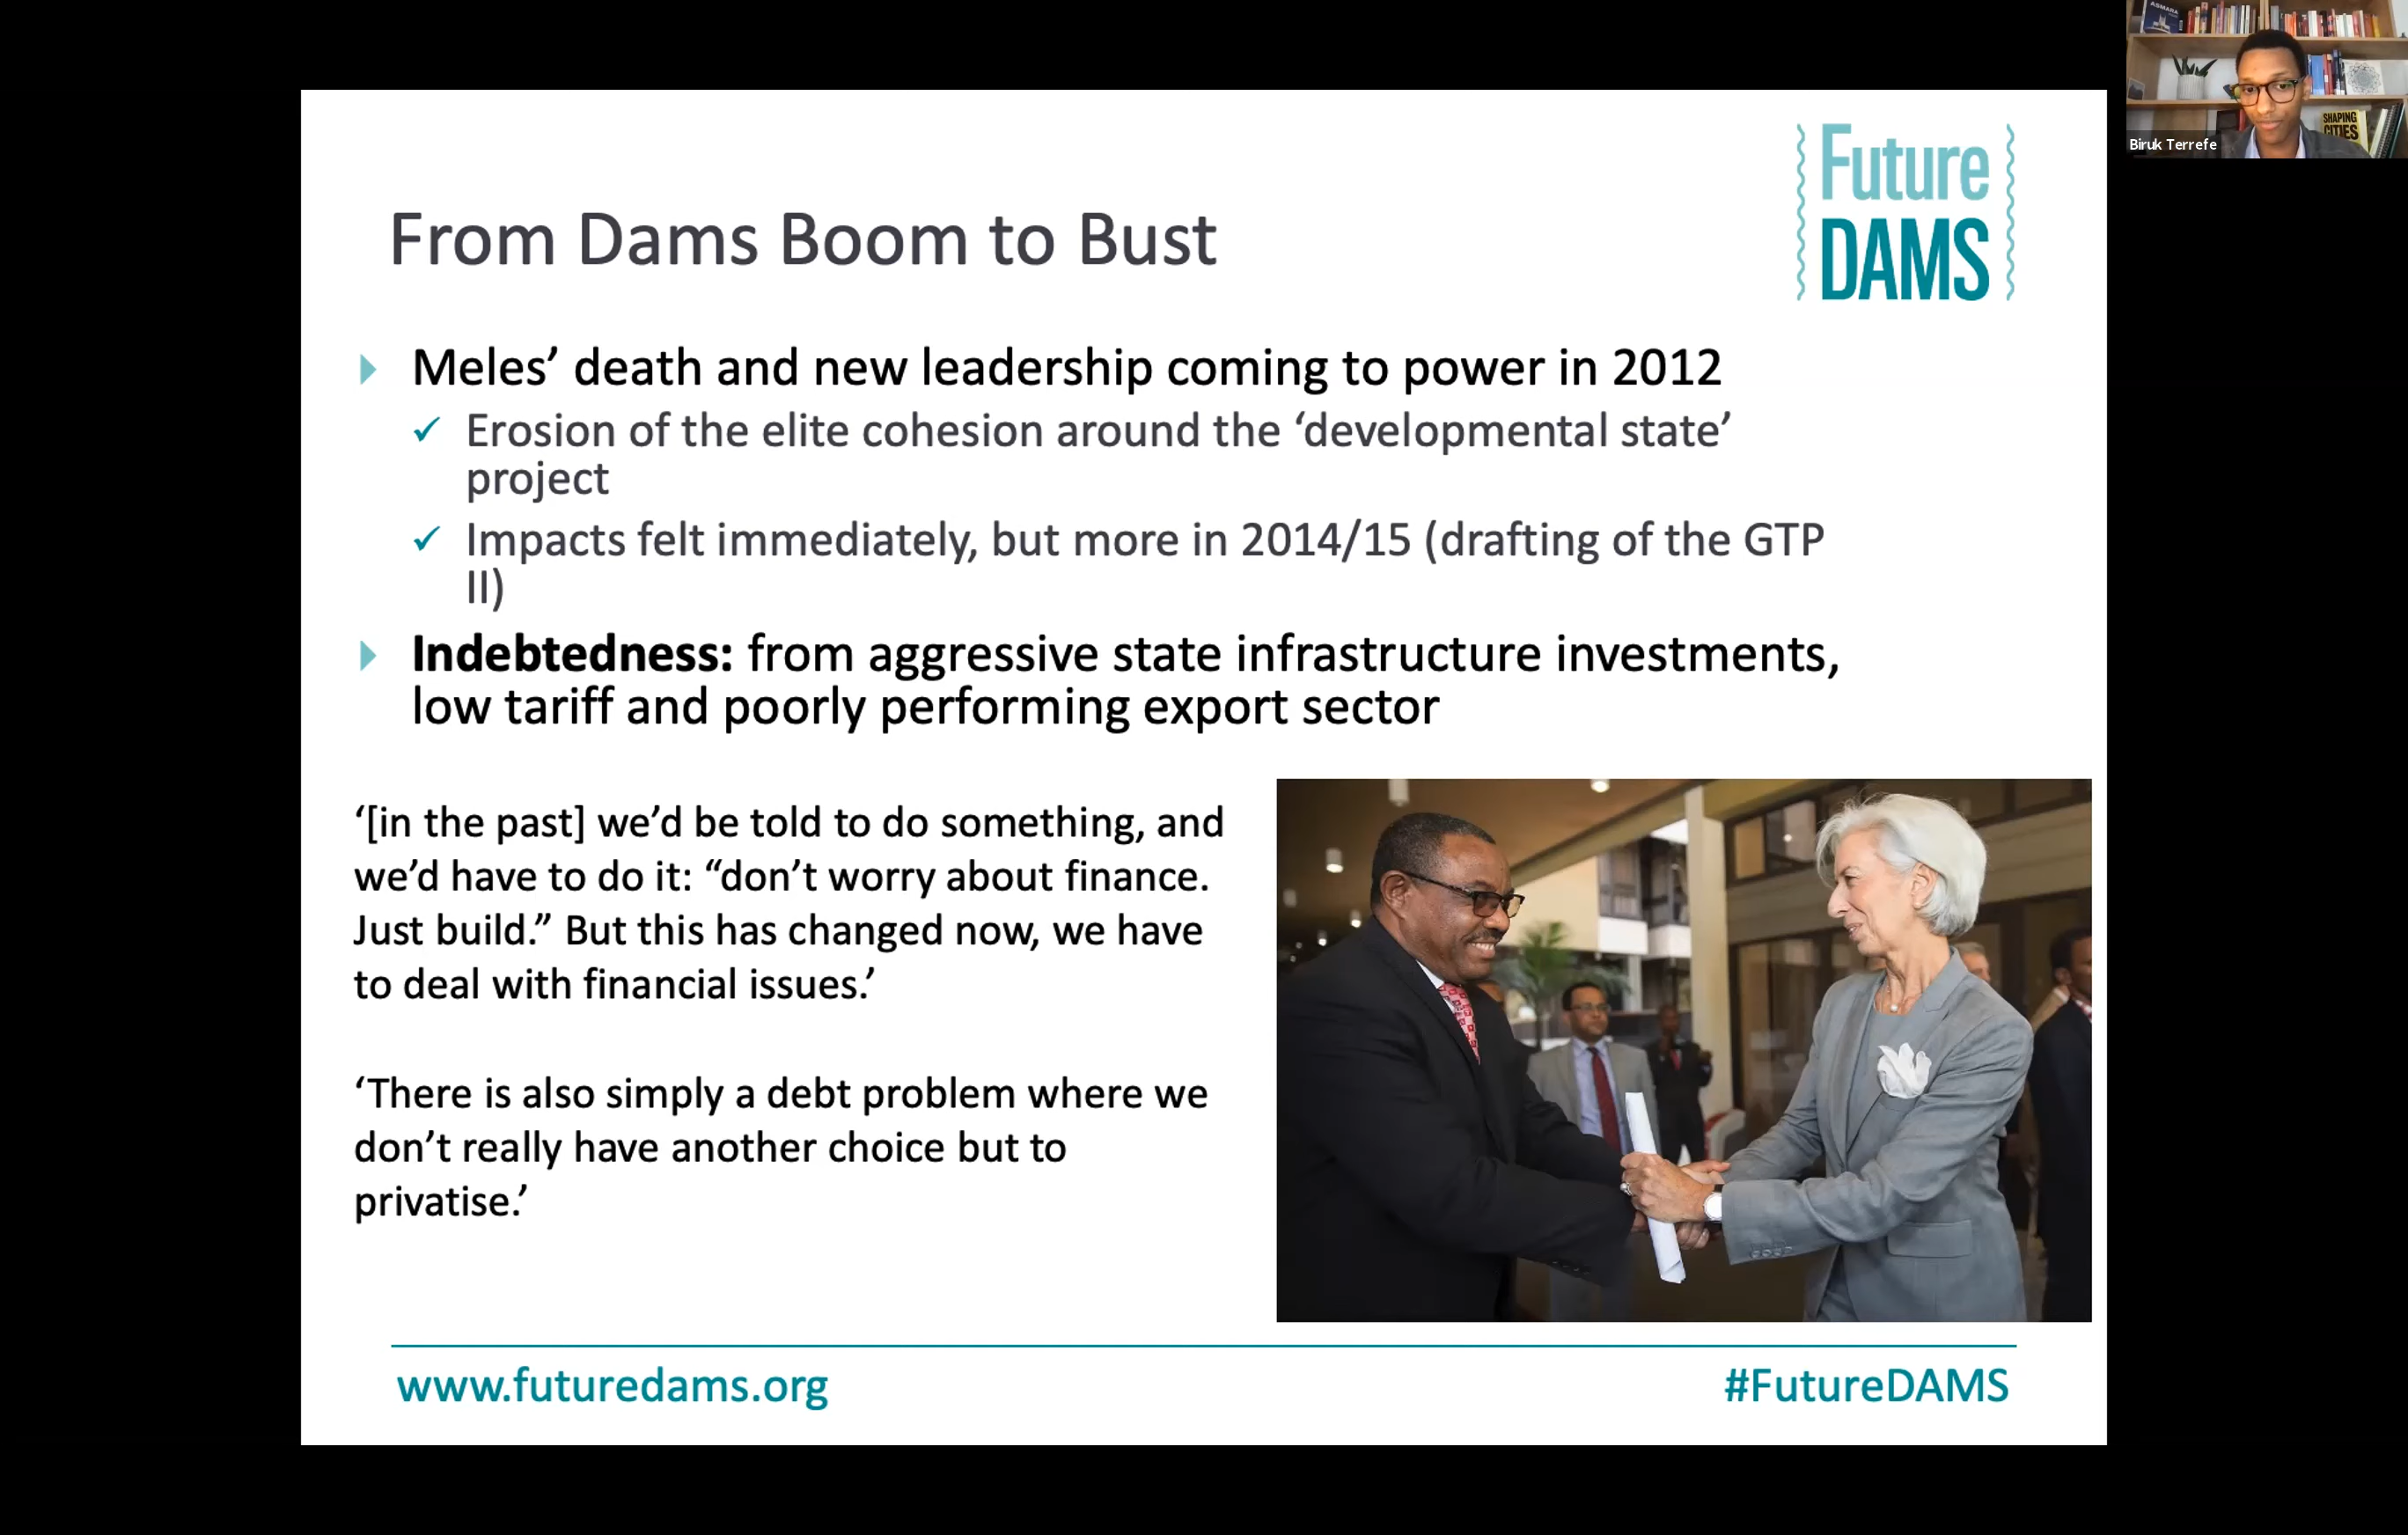 From Dams Boom to Bust
Future
DAMS
Meles’ death and new leadership coming to power in 2012
✓ Erosion of the elite cohesion around the ‘developmental state’
project
✓ Impacts felt immediately, but more in 2014/15 (drafting of the GTP
II)
Indebtedness: from aggressive state infrastructure investments,
low tariff and poorly performing export sector
‘[in the past] we’d be told to do something, and
we’d have to do it: “don’t worry about finance.
Just build.” But this has changed now, we have
to deal with financial issues.’
‘There is also simply a debt problem where we
don’t really have another choice but to
privatise.’
www.futuredams.org
#FutureDAMS
ASMARA
SHAPING
CITIES
Biruk Terrefe